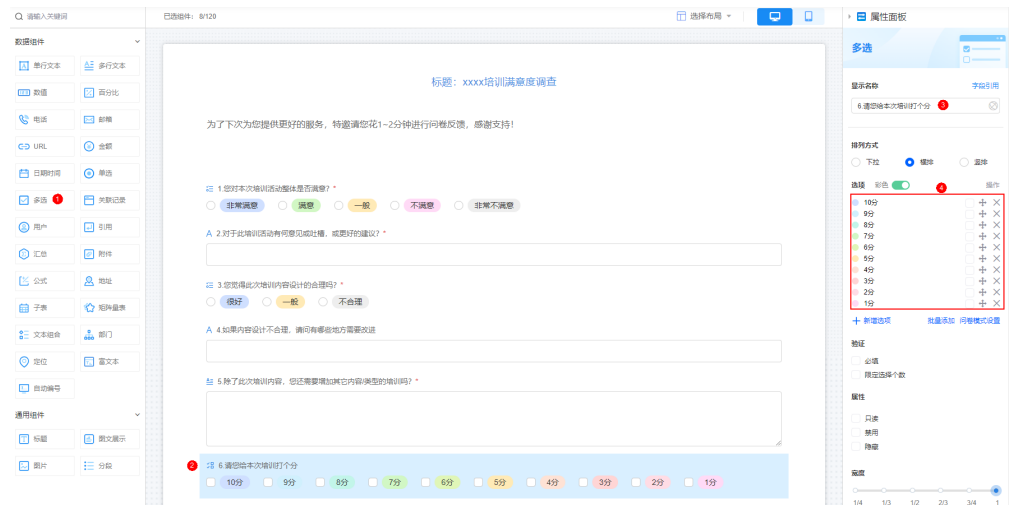 请输入关键词
已选组件： 8/120
选择布局
属性面板
数据组件
单行文本
多行文本
数值
百分比
电话
邮箱
URL
金额
日期时间
单选
多选 1
关联记录
用户
引用
汇总
附件
公式
地址
子表
矩阵量表
文本组合
部门
定位
富文本
自动编号
通用组件
标题
图文展示
图片
分段
标题：xxxx培训满意度调查
为了下次为您提供更好的服务，特邀请您花1~2分钟进行问卷反馈，感谢支持！
1.您对本次培训活动整体是否满意？ *
非常满意 满意 一般 不满意 非常不满意
A 2.对于此培训活动有何意见或吐槽，或更好的建议？ *
3.您觉得此次培训内容设计的合理吗？ *
很好 一般 不合理
A 4.如果内容设计不合理，请问有哪些地方需要改进
5.除了此次培训内容，您还需要增加其它内容/类型的培训吗？ *
2 6.请您给本次培训打个分
10分 9分 8分 7分 6分 5分 4分 3分 2分 1分
多选
显示名称 字段引用
6.请您给本次培训打个分 3
排列方式
下拉 横排 竖排
选项 彩色 4 操作
10分
9分
8分
7分
6分
5分
4分
3分
2分
1分
新增选项 批量添加 问卷模式设置
验证
必填
限定选择个数
属性
只读
禁用
隐藏
宽度
1/4 1/3 1/2 2/3 3/4 1